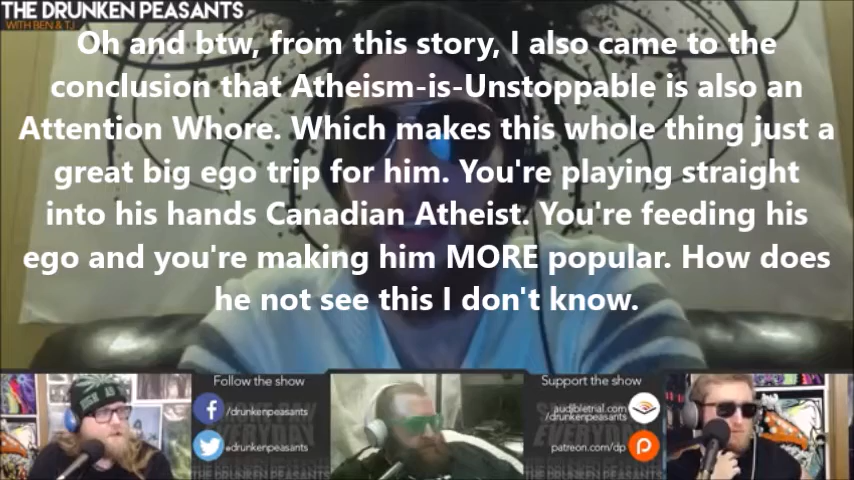 THE DRUNKEN PEASANTS
WITH BEN & TJ
Oh and btw, from this story, I also came to the
conclusion that Atheism-is-Unstoppable is also an
Attention Whore. Which makes this whole thing just a
great big ego trip for him. You're playing straight
into his hands Canadian Atheist. You're feeding his
ego and you're making him MORE popular. How does
he not see this I don't know.
Follow the show
/drunkenpeasants
@drunkenpeasants
Support the show
audibletrial.com
/drunkenpeasants
patreon.com/dp
THE DRUNKEN PEASANTS